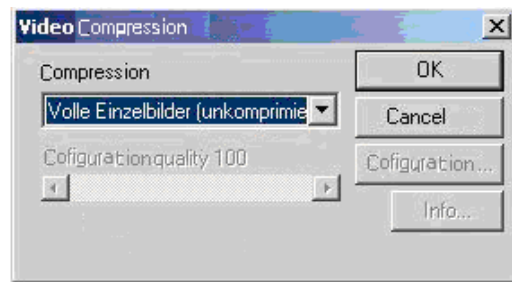 Video Compression
Compression
OK
Volle Einzelbilder (unkomprimie
Cancel
Cofigurationquality 100
Cofiguration...
Info...